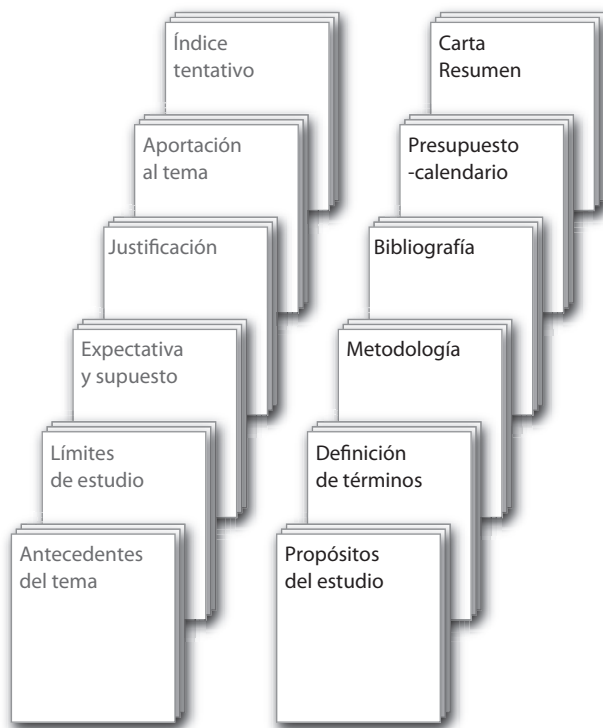 Índice
tentativo
Carta
Resumen
Aportación
al tema
Presupuesto
-calendario
Justificación
Bibliografía
Expectativa
y supuesto
Metodología
Límites
de estudio
Definición
de términos
Antecedentes
del tema
Propósitos
del estudio